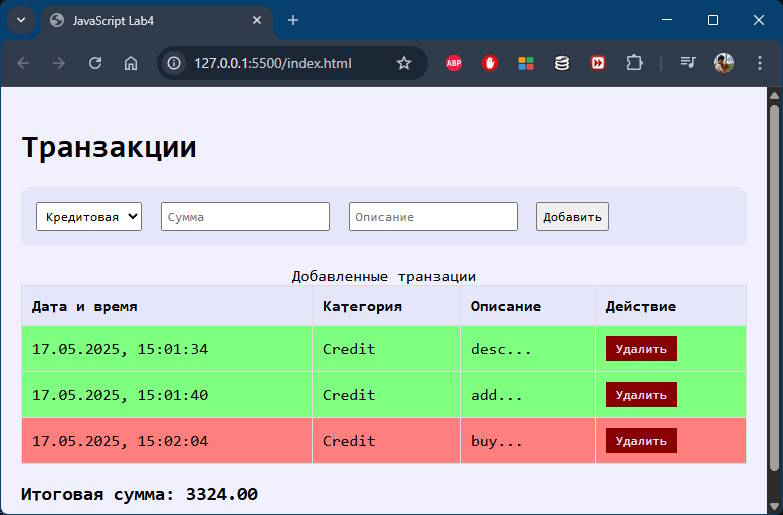 JavaScript Lab4
127.0.0.1:5500/index.html
ABP
Транзакции
Кредитовая Сумма Описание Добавить
Добавленные транзации
Дата и время Категория Описание Действие
17.05.2025, 15:01:34 Credit desc... Удалить
17.05.2025, 15:01:40 Credit add... Удалить
17.05.2025, 15:02:04 Credit buy... Удалить
Итоговая сумма: 3324.00